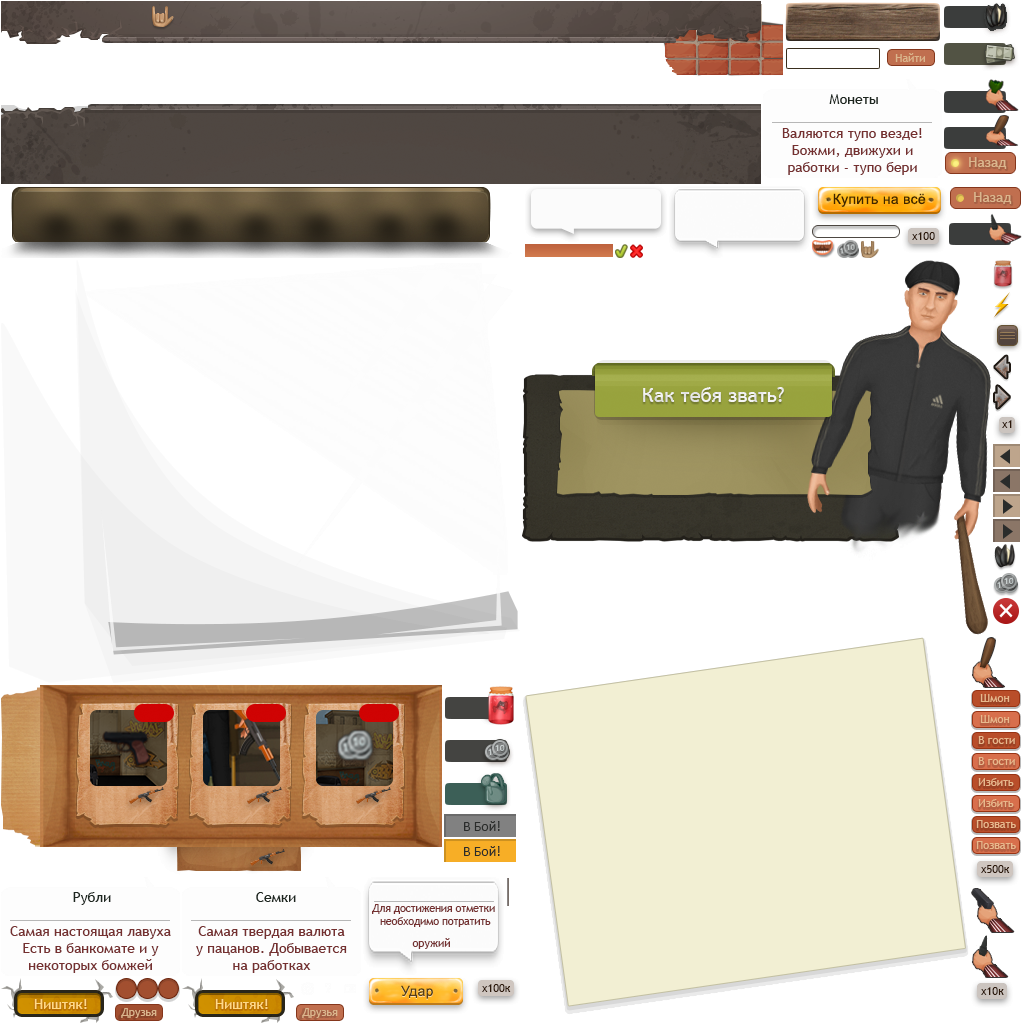 Найти
Монеты
Валяются тупо везде!
Божми, движухи и
работки - тупо бери
Назад
Купить на всё
Назад
x100
Как тебя звать?
x1
10
10
10
Шмон
Шмон
В гости
В гости
Избить
Избить
Позвать
Позвать
x500к
x10к
В Бой!
В Бой!
Рубли
Самая настоящая лавуха
Есть в банкомате и у
некоторых бомжей
Ништяк!
Друзья
Семки
Самая твердая валюта
у пацанов. Добывается
на работках
Ништяк!
Друзья
Для достижения отметки
необходимо потратить
оружий
Удар
x100к